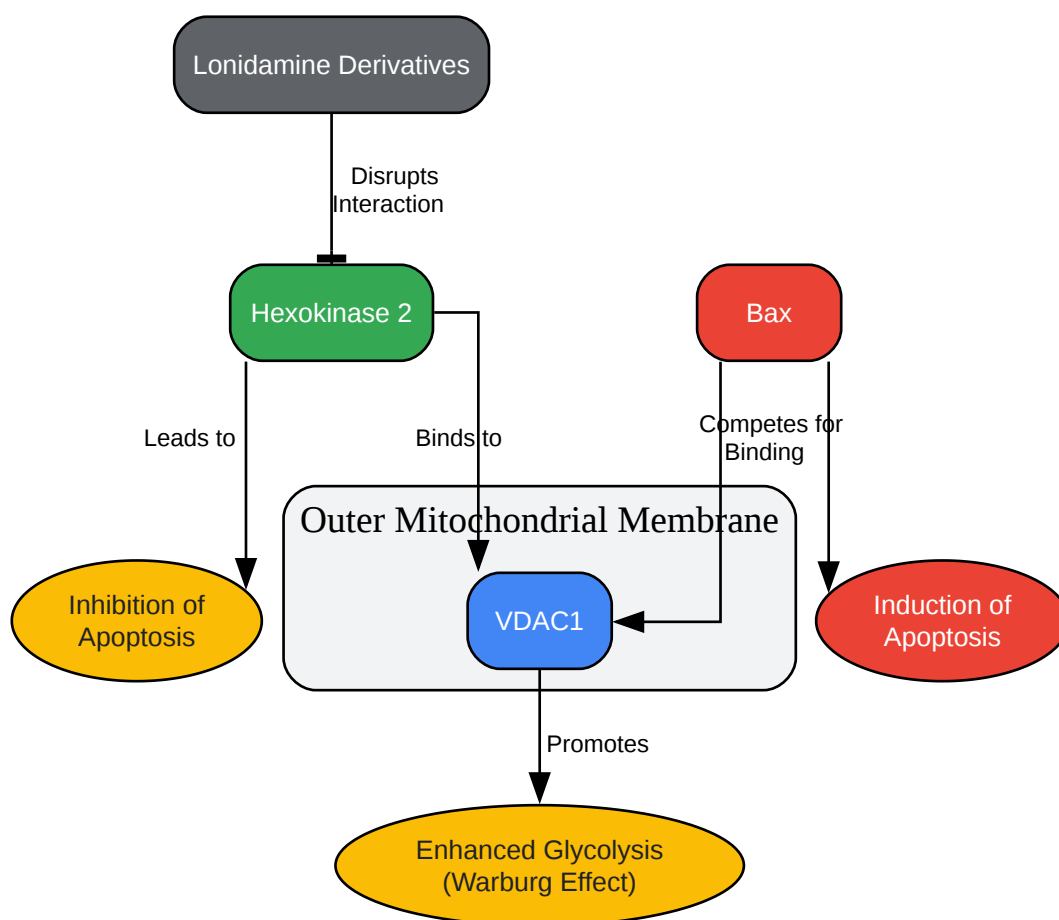 Lonidamine Derivatives
Disrupts
Interaction
Hexokinase 2
Bax
Leads to
Binds to
Competes for
Binding
Outer Mitochondrial Membrane
Inhibition of
Apoptosis
VDAC1
Induction of
Apoptosis
Promotes
Enhanced Glycolysis
(Warburg Effect)